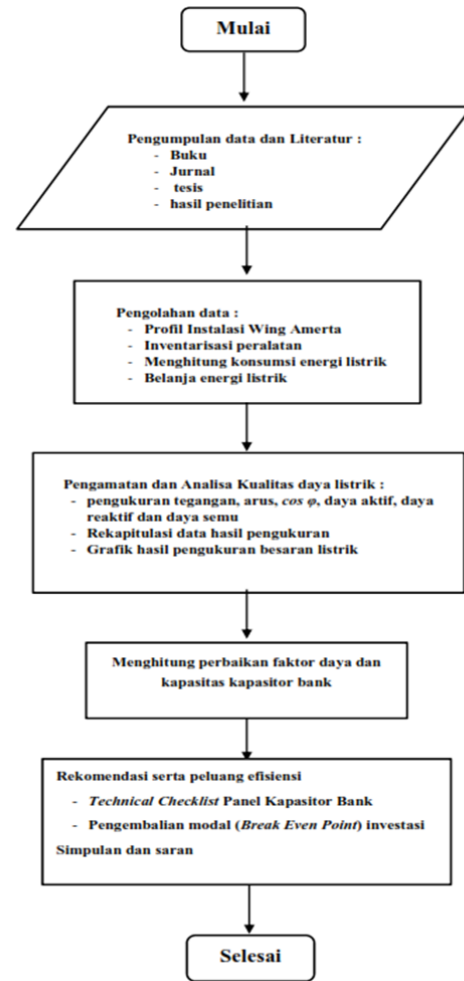 Mulai
Pengumpulan data dan Literatur :
- Buku
- Jurnal
- tesis
- hasil penelitian
Pengolahan data :
- Profil Instalasi Wing Amerta
- Inventarisasi peralatan
- Menghitung konsumsi energi listrik
- Belanja energi listrik
Pengamatan dan Analisa Kualitas daya listrik :
- pengukuran tegangan, arus, cos φ, daya aktif, daya
reaktif dan daya semu
- Rekapitulasi data hasil pengukuran
- Grafik hasil pengukuran besaran listrik
Menghitung perbaikan faktor daya dan
kapasitas kapasitor bank
Rekomendasi serta peluang efisiensi
- Technical Checklist Panel Kapasitor Bank
- Pengembalian modal (Break Even Point) investasi
Simpulan dan saran
Selesai